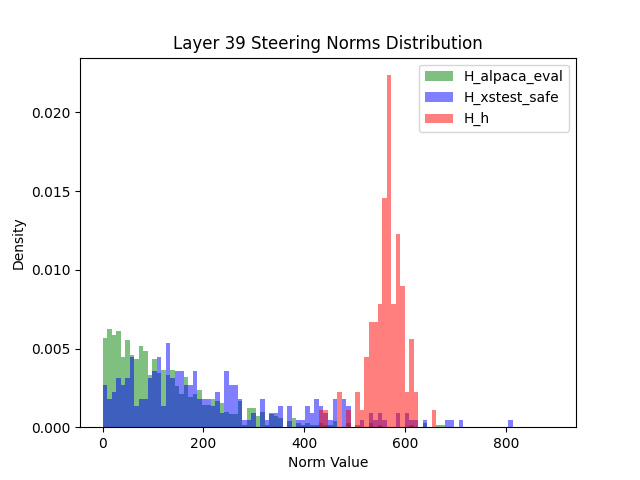 Layer 39 Steering Norms Distribution
H_alpaca_eval
H_xstest_safe
H_h
0.020
0.015
0.010
0.005
0.000
Density
0
200
400
600
800
Norm Value